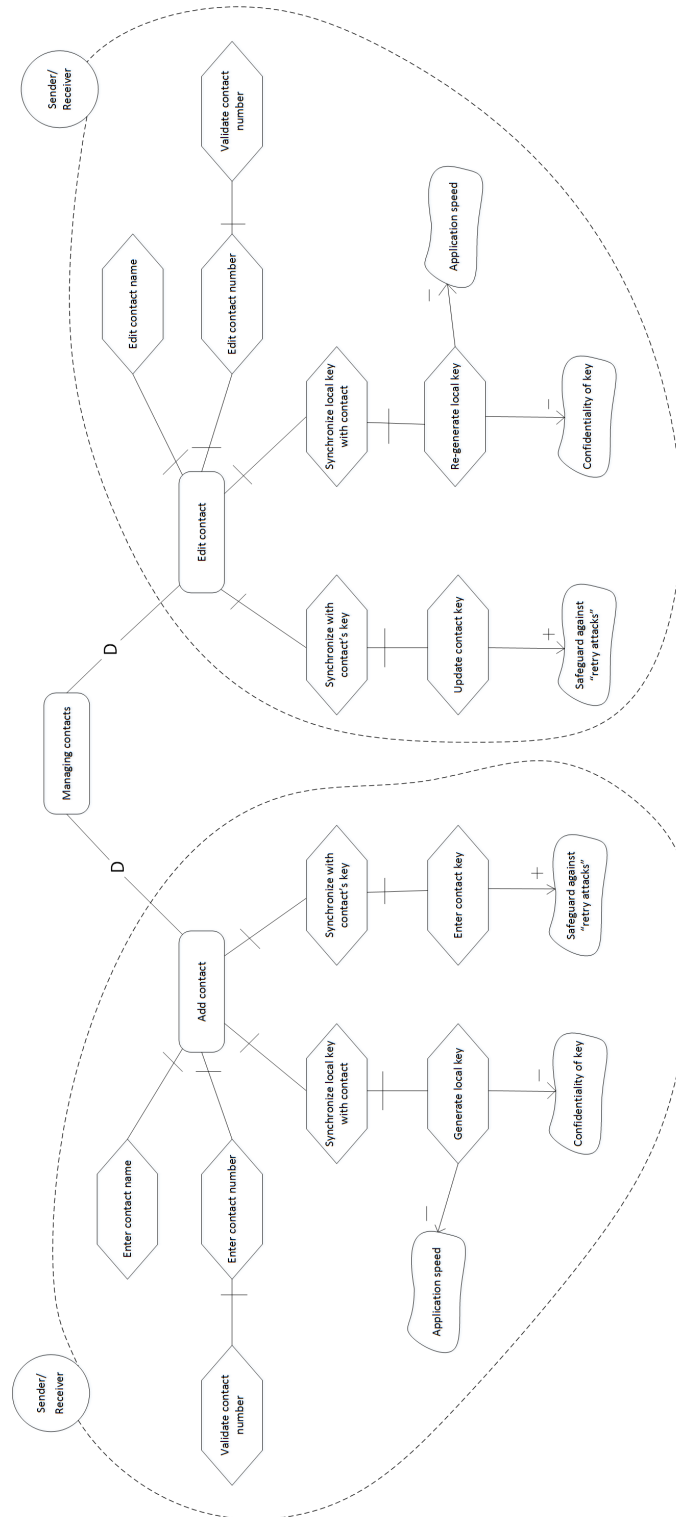 Sender/
Receiver
Sender/
Receiver
Managing contacts
D
D
Add contact
Edit contact
Enter contact name
Edit contact name
Validate contact
number
Enter contact number
Edit contact number
Validate contact
number
Synchronize local key
with contact
Synchronize with
contact's key
Synchronize with
contact's key
Synchronize local key
with contact
Application speed
–
Generate local key
Enter contact key
Update contact key
Re-generate local key
–
Application speed
–
+
+
–
Confidentiality of key
Safeguard against
“retry attacks”
Safeguard against
“retry attacks”
Confidentiality of key